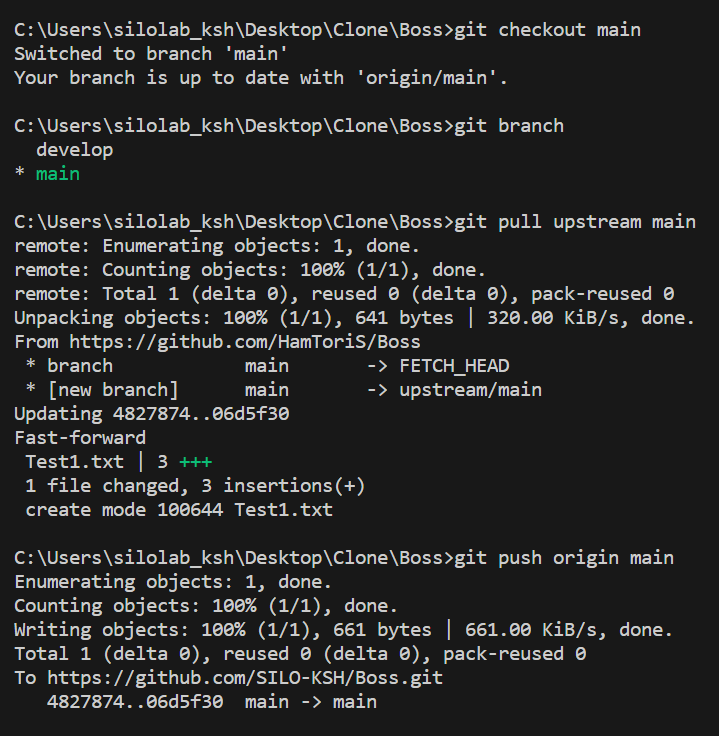 C:\Users\silolab_ksh\Desktop\Clone\Boss>git checkout main
Switched to branch 'main'
Your branch is up to date with 'origin/main'.

C:\Users\silolab_ksh\Desktop\Clone\Boss>git branch
  develop
* main

C:\Users\silolab_ksh\Desktop\Clone\Boss>git pull upstream main
remote: Enumerating objects: 1, done.
remote: Counting objects: 100% (1/1), done.
remote: Total 1 (delta 0), reused 0 (delta 0), pack-reused 0
Unpacking objects: 100% (1/1), 641 bytes | 320.00 KiB/s, done.
From https://github.com/HamToriS/Boss
 * branch            main       -> FETCH_HEAD
 * [new branch]      main       -> upstream/main
Updating 4827874..06d5f30
Fast-forward
 Test1.txt | 3 +++
 1 file changed, 3 insertions(+)
 create mode 100644 Test1.txt

C:\Users\silolab_ksh\Desktop\Clone\Boss>git push origin main
Enumerating objects: 1, done.
Counting objects: 100% (1/1), done.
Writing objects: 100% (1/1), 661 bytes | 661.00 KiB/s, done.
Total 1 (delta 0), reused 0 (delta 0), pack-reused 0
To https://github.com/SILO-KSH/Boss.git
   4827874..06d5f30  main -> main